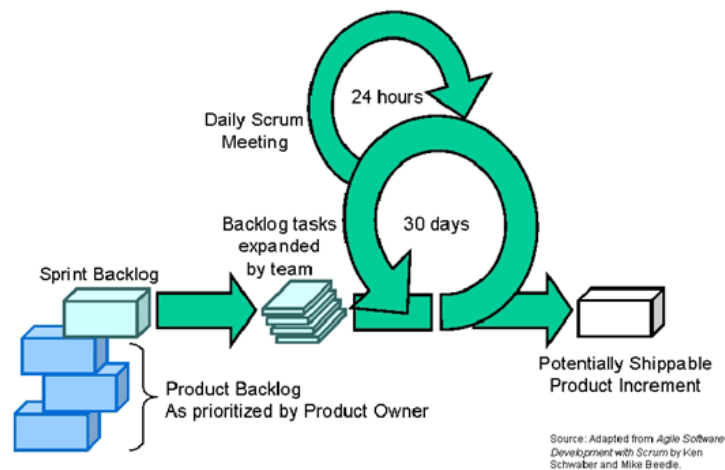 24 hours
Daily Scrum
Meeting
Backlog tasks
expanded
by team
30 days
Sprint Backlog
Product Backlog
As prioritized by Product Owner
Potentially Shippable
Product Increment
Source: Adapted from Agile Software
Development with Scrum by Ken
Schwaber and Mike Beedle.